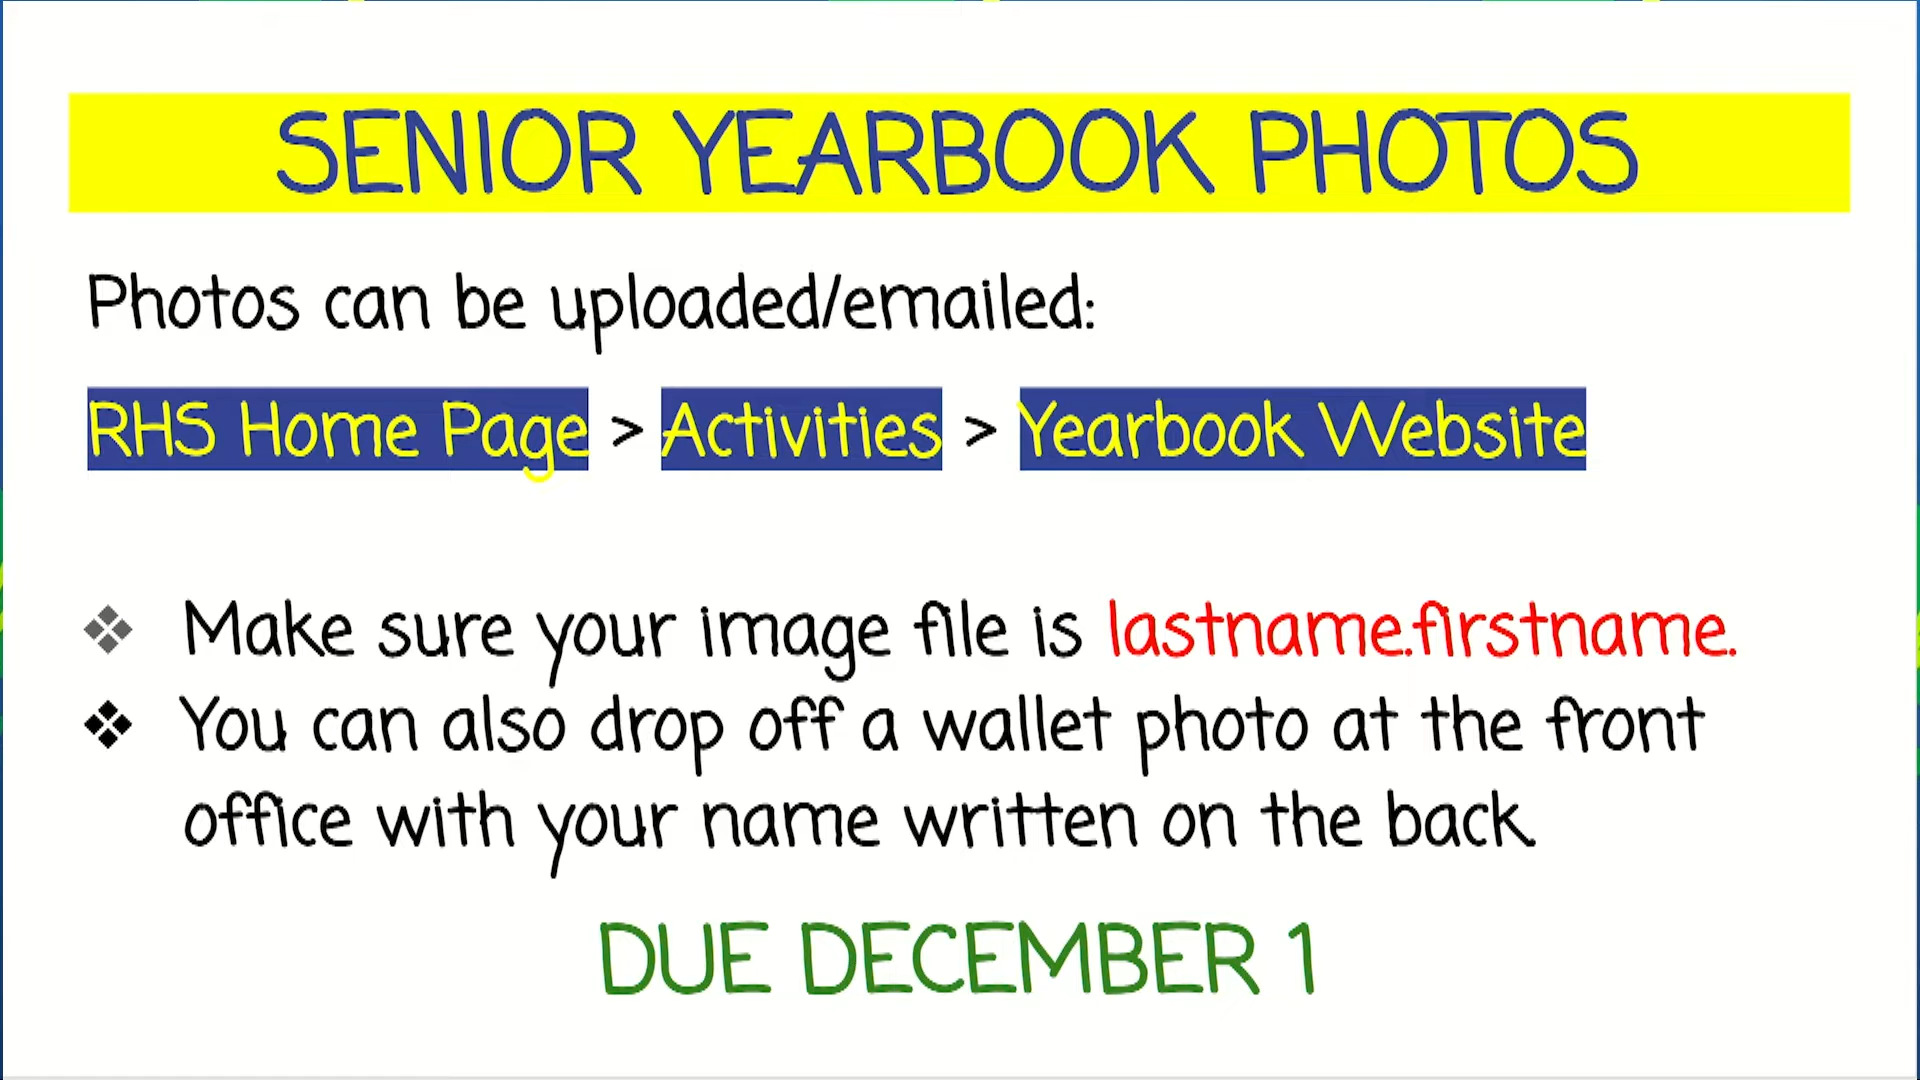 SENIOR YEARBOOK PHOTOS
Photos can be uploaded/emailed:
RHS Home Page > Activities > Yearbook Website
❖ Make sure your image file is lastname.firstname.
❖ You can also drop off a wallet photo at the front
office with your name written on the back.
DUE DECEMBER 1